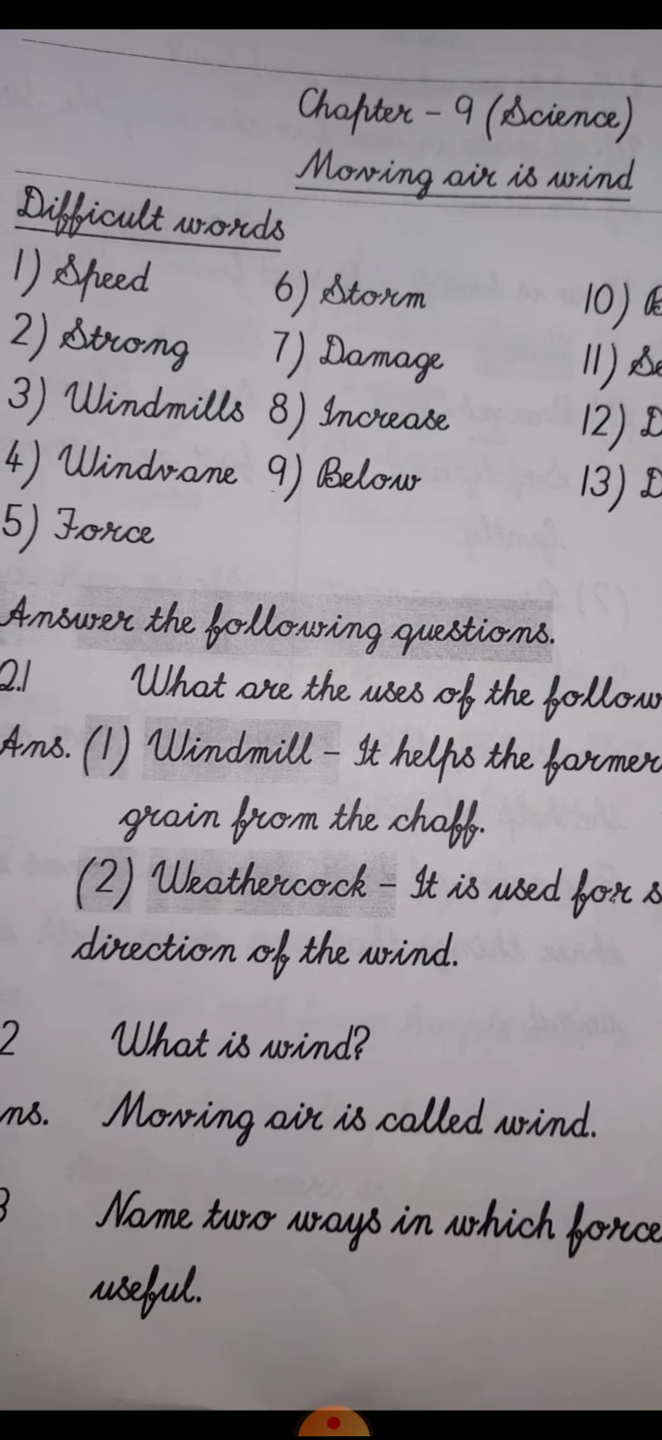 Chapter - 9 (Science)
Moving air is wind
Difficult words
1) Speed 6) Storm 10)
2) Strong 7) Damage 11)
3) Windmills 8) Increase 12)
4) Windvane 9) Below 13)
5) Force
Answer the following questions.
Q.1 What are the uses of the follow
Ans. (1) Windmill - It helps the farmer
grain from the chaff.
(2) Weathercock - It is used for s
direction of the wind.
2 What is wind?
ns. Moving air is called wind.
3 Name two ways in which force
useful.